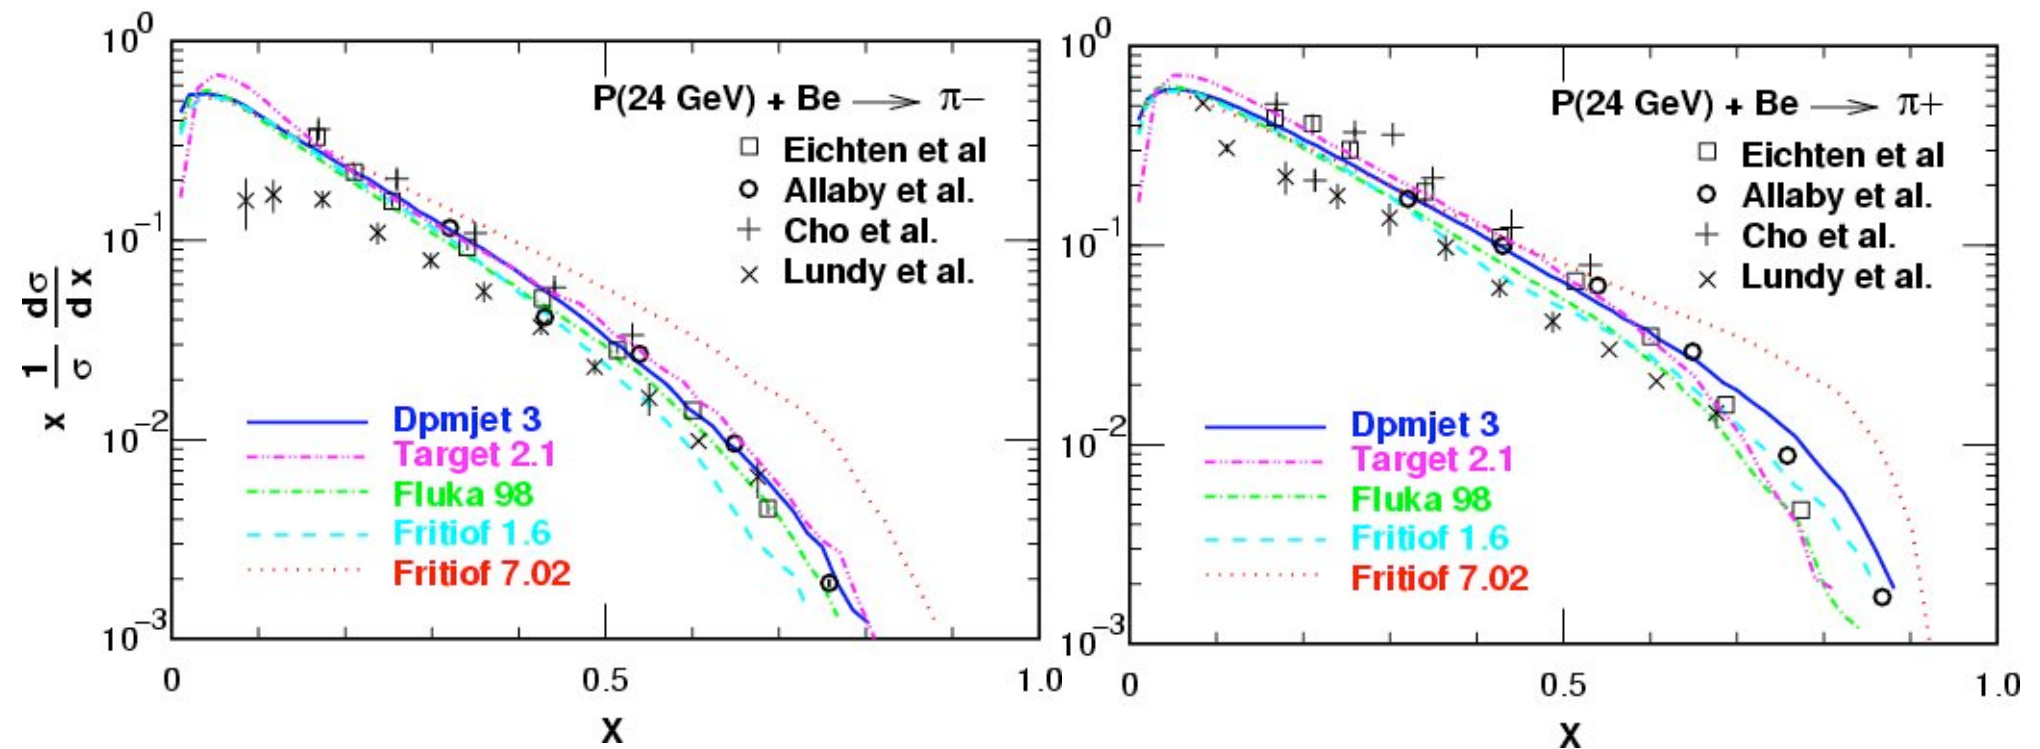 10^0
P(24 GeV) + Be → π−
Eichten et al
Allaby et al.
Cho et al.
Lundy et al.
10^−1
x 1/σ dσ/dx
Dpmjet 3
Target 2.1
Fluka 98
Fritiof 1.6
Fritiof 7.02
10^−2
10^−3
0
0.5
1.0
X
10^0
P(24 GeV) + Be → π+
Eichten et al
Allaby et al.
Cho et al.
Lundy et al.
10^−1
Dpmjet 3
Target 2.1
Fluka 98
Fritiof 1.6
Fritiof 7.02
10^−2
10^−3
0
0.5
1.0
X